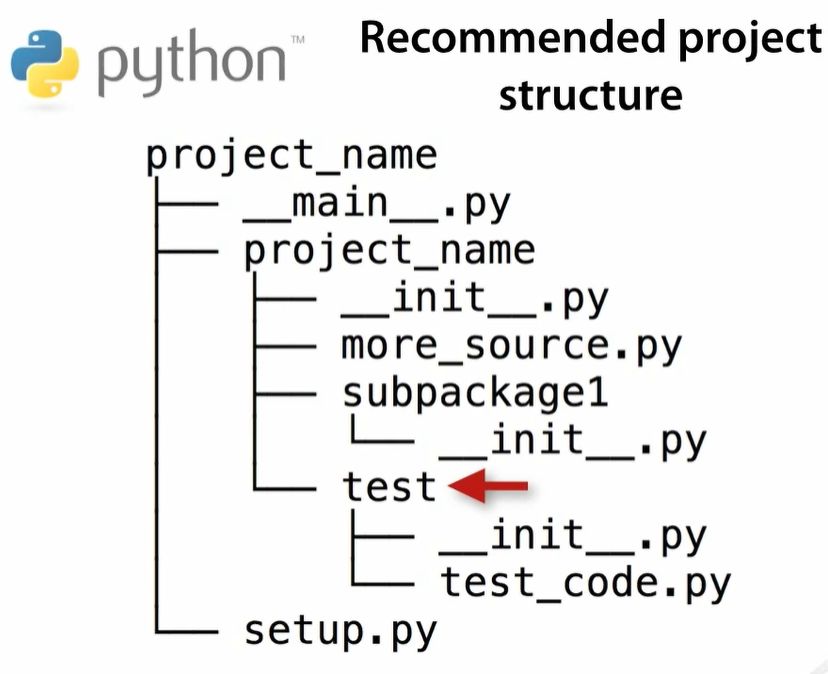 python™
Recommended project
structure
project_name
__main__.py
project_name
__init__.py
more_source.py
subpackage1
__init__.py
test
__init__.py
test_code.py
setup.py